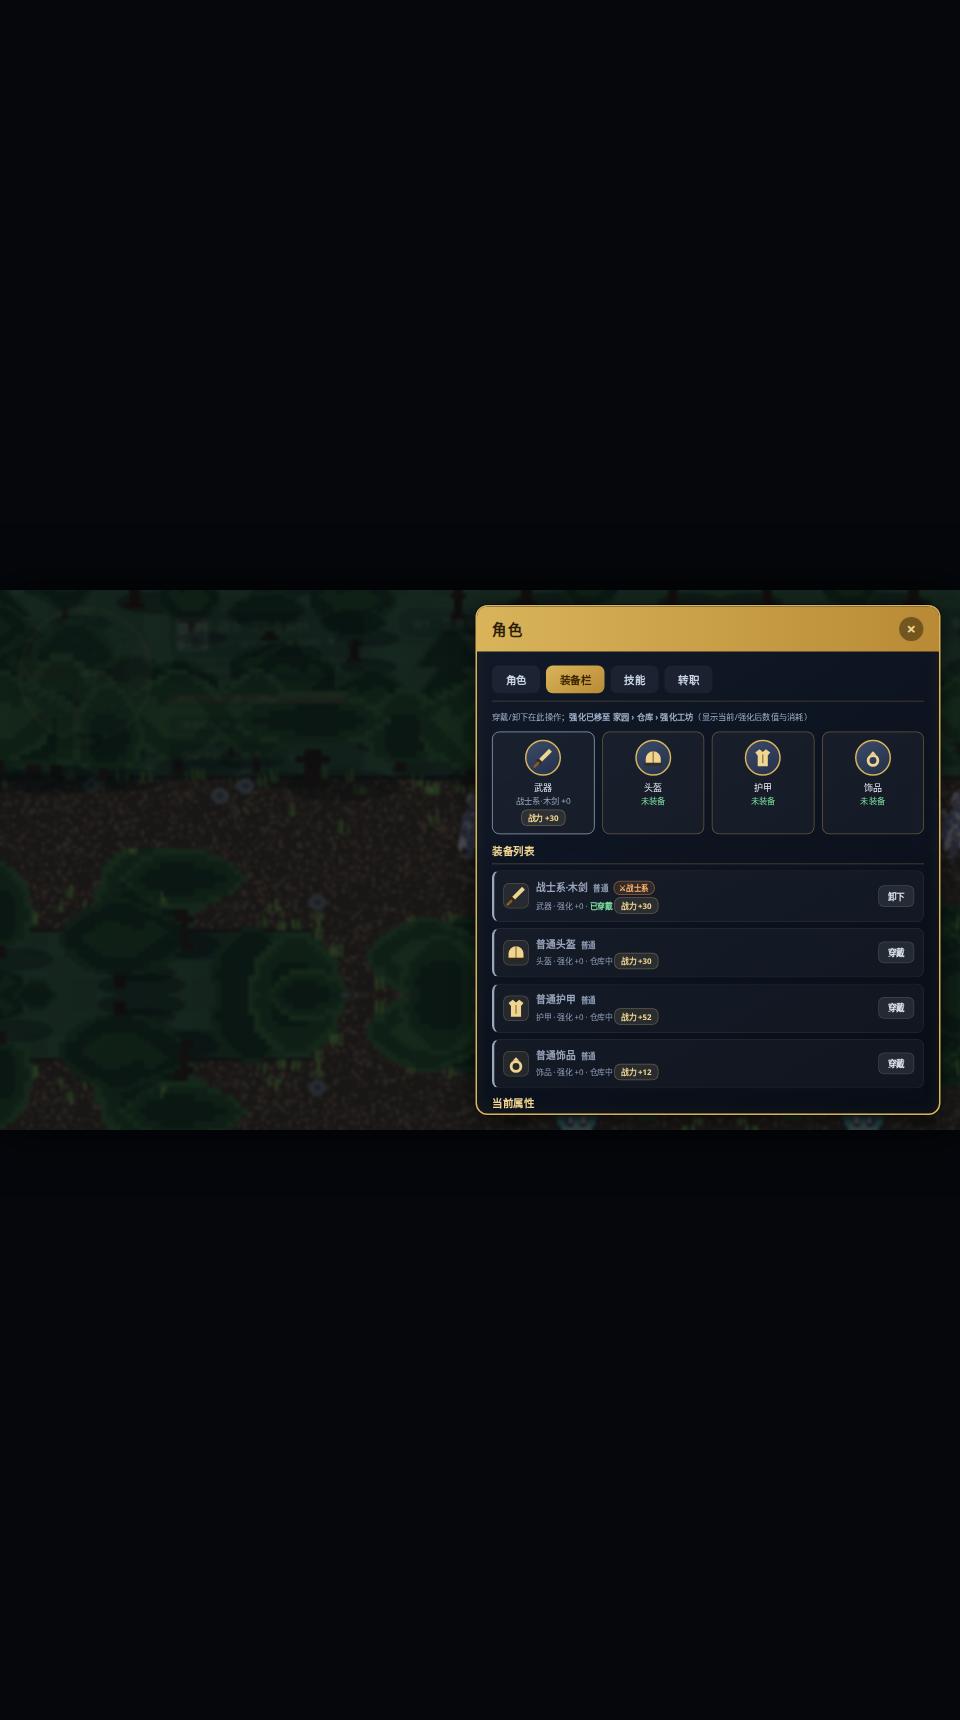 角色
×
角色 装备栏 技能 转职
穿戴/卸下在此操作；强化已移至 家园 › 仓库 › 强化工坊（显示当前/强化后数值与消耗）
武器 头盔 护甲 饰品
战士系·木剑 +0 未装备 未装备 未装备
战力 +30
装备列表
战士系·木剑 普通 ⚔战士系
武器 · 强化 +0 · 已穿戴 战力 +30
卸下
普通头盔 普通
头盔 · 强化 +0 · 仓库中 战力 +30
穿戴
普通护甲 普通
护甲 · 强化 +0 · 仓库中 战力 +52
穿戴
普通饰品 普通
饰品 · 强化 +0 · 仓库中 战力 +12
穿戴
当前属性